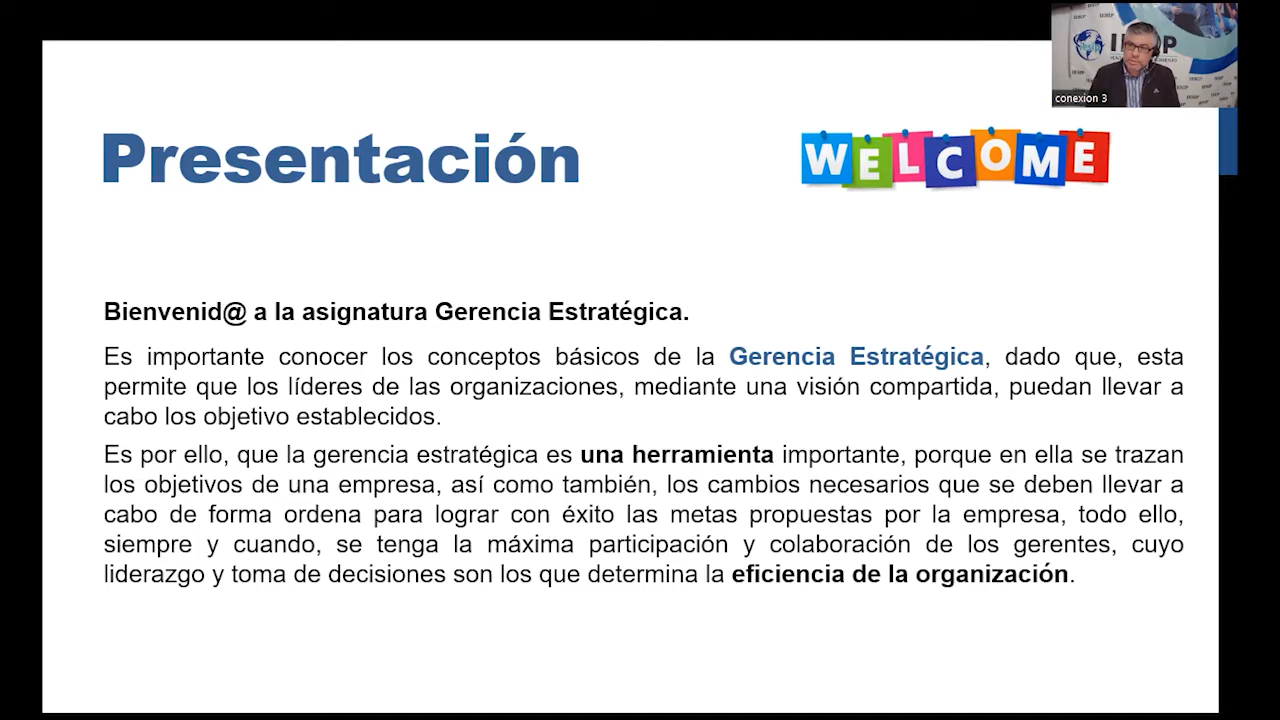 conexion 3
Presentación
WELCOME
Bienvenid@ a la asignatura Gerencia Estratégica.
Es importante conocer los conceptos básicos de la Gerencia Estratégica, dado que, esta
permite que los líderes de las organizaciones, mediante una visión compartida, puedan llevar a
cabo los objetivo establecidos.
Es por ello, que la gerencia estratégica es una herramienta importante, porque en ella se trazan
los objetivos de una empresa, así como también, los cambios necesarios que se deben llevar a
cabo de forma ordena para lograr con éxito las metas propuestas por la empresa, todo ello,
siempre y cuando, se tenga la máxima participación y colaboración de los gerentes, cuyo
liderazgo y toma de decisiones son los que determina la eficiencia de la organización.